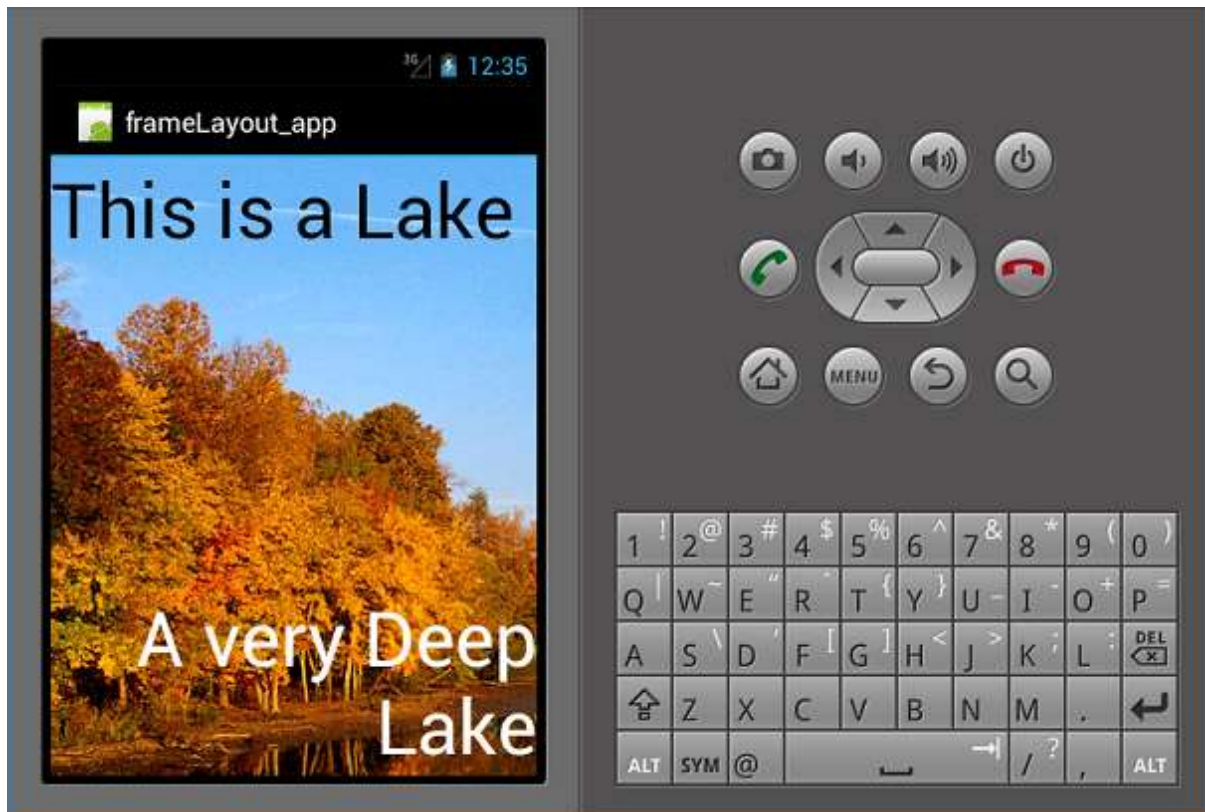 3G 12:35
frameLayout_app
This is a Lake
A very Deep
Lake
MENU
1 ! 2 @ 3 # 4 $ 5 % 6 ^ 7 & 8 * 9 ( 0 )
Q | W ~ E " R ` T { Y } U _ I - O + P =
A S \ D ' F [ G ] H < J > K ; L : DEL
Z X C V B N M .
ALT SYM @ / ? , ALT